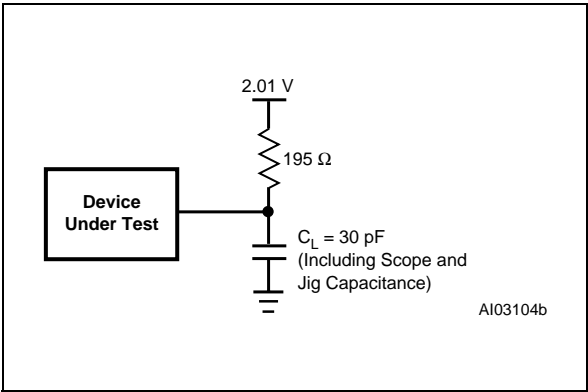 2.01 V
195 Ω
Device
Under Test
C_L = 30 pF
(Including Scope and
Jig Capacitance)
AI03104b